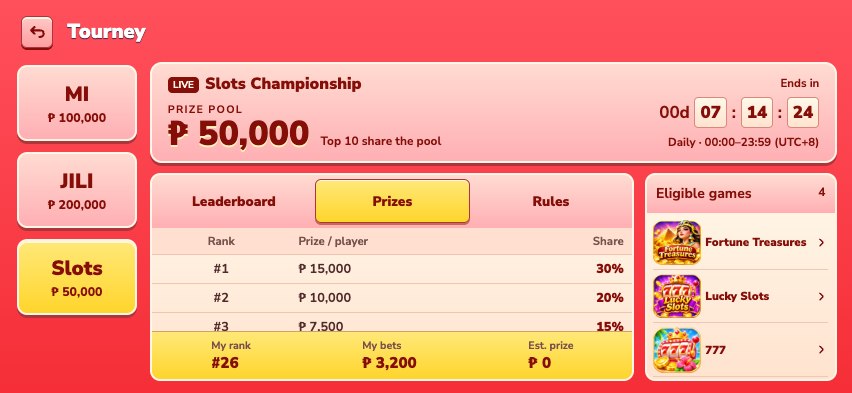 Tourney
MI
₱ 100,000
JILI
₱ 200,000
Slots
₱ 50,000
LIVE Slots Championship
PRIZE POOL
₱ 50,000 Top 10 share the pool
Ends in
00d 07 : 14 : 24
Daily · 00:00–23:59 (UTC+8)
Leaderboard Prizes Rules
Rank Prize / player Share
#1 ₱ 15,000 30%
#2 ₱ 10,000 20%
#3 ₱ 7,500 15%
My rank My bets Est. prize
#26 ₱ 3,200 ₱ 0
Eligible games 4
Fortune Treasures
Fortune Treasures
777
Lucky Slots
Lucky Slots
777
777